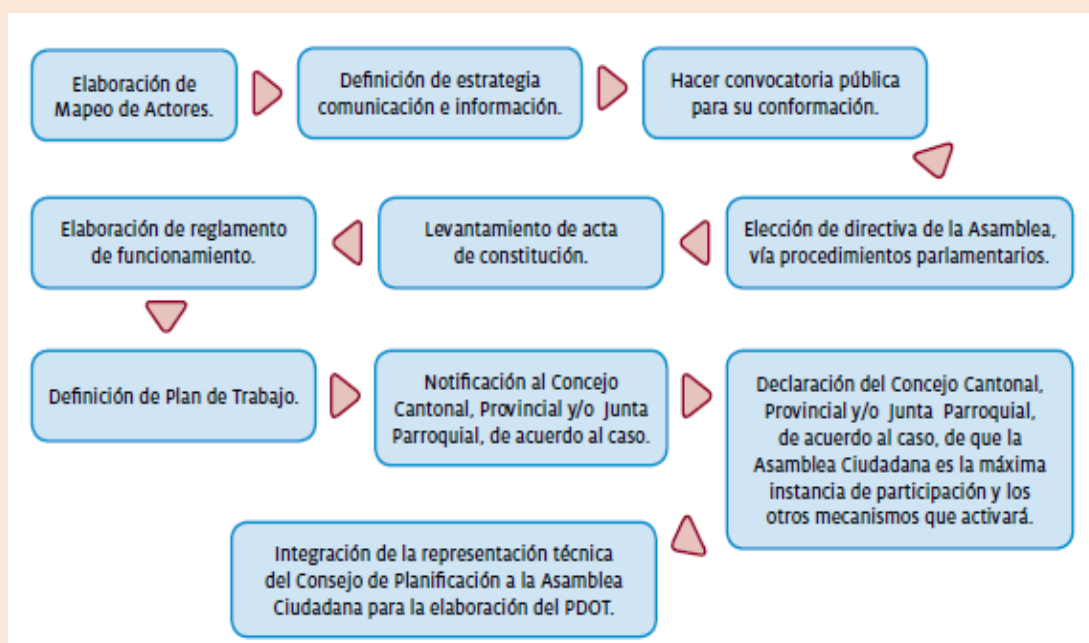 Elaboración de
Mapeo de Actores.
Definición de estrategia
comunicación e información.
Hacer convocatoria pública
para su conformación.
Elección de directiva de la Asamblea,
vía procedimientos parlamentarios.
Levantamiento de acta
de constitución.
Elaboración de reglamento
de funcionamiento.
Definición de Plan de Trabajo.
Notificación al Concejo
Cantonal, Provincial y/o Junta
Parroquial, de acuerdo al caso.
Declaración del Concejo Cantonal,
Provincial y/o Junta Parroquial,
de acuerdo al caso, de que la
Asamblea Ciudadana es la máxima
instancia de participación y los
otros mecanismos que activará.
Integración de la representación técnica
del Consejo de Planificación a la Asamblea
Ciudadana para la elaboración del PDOT.